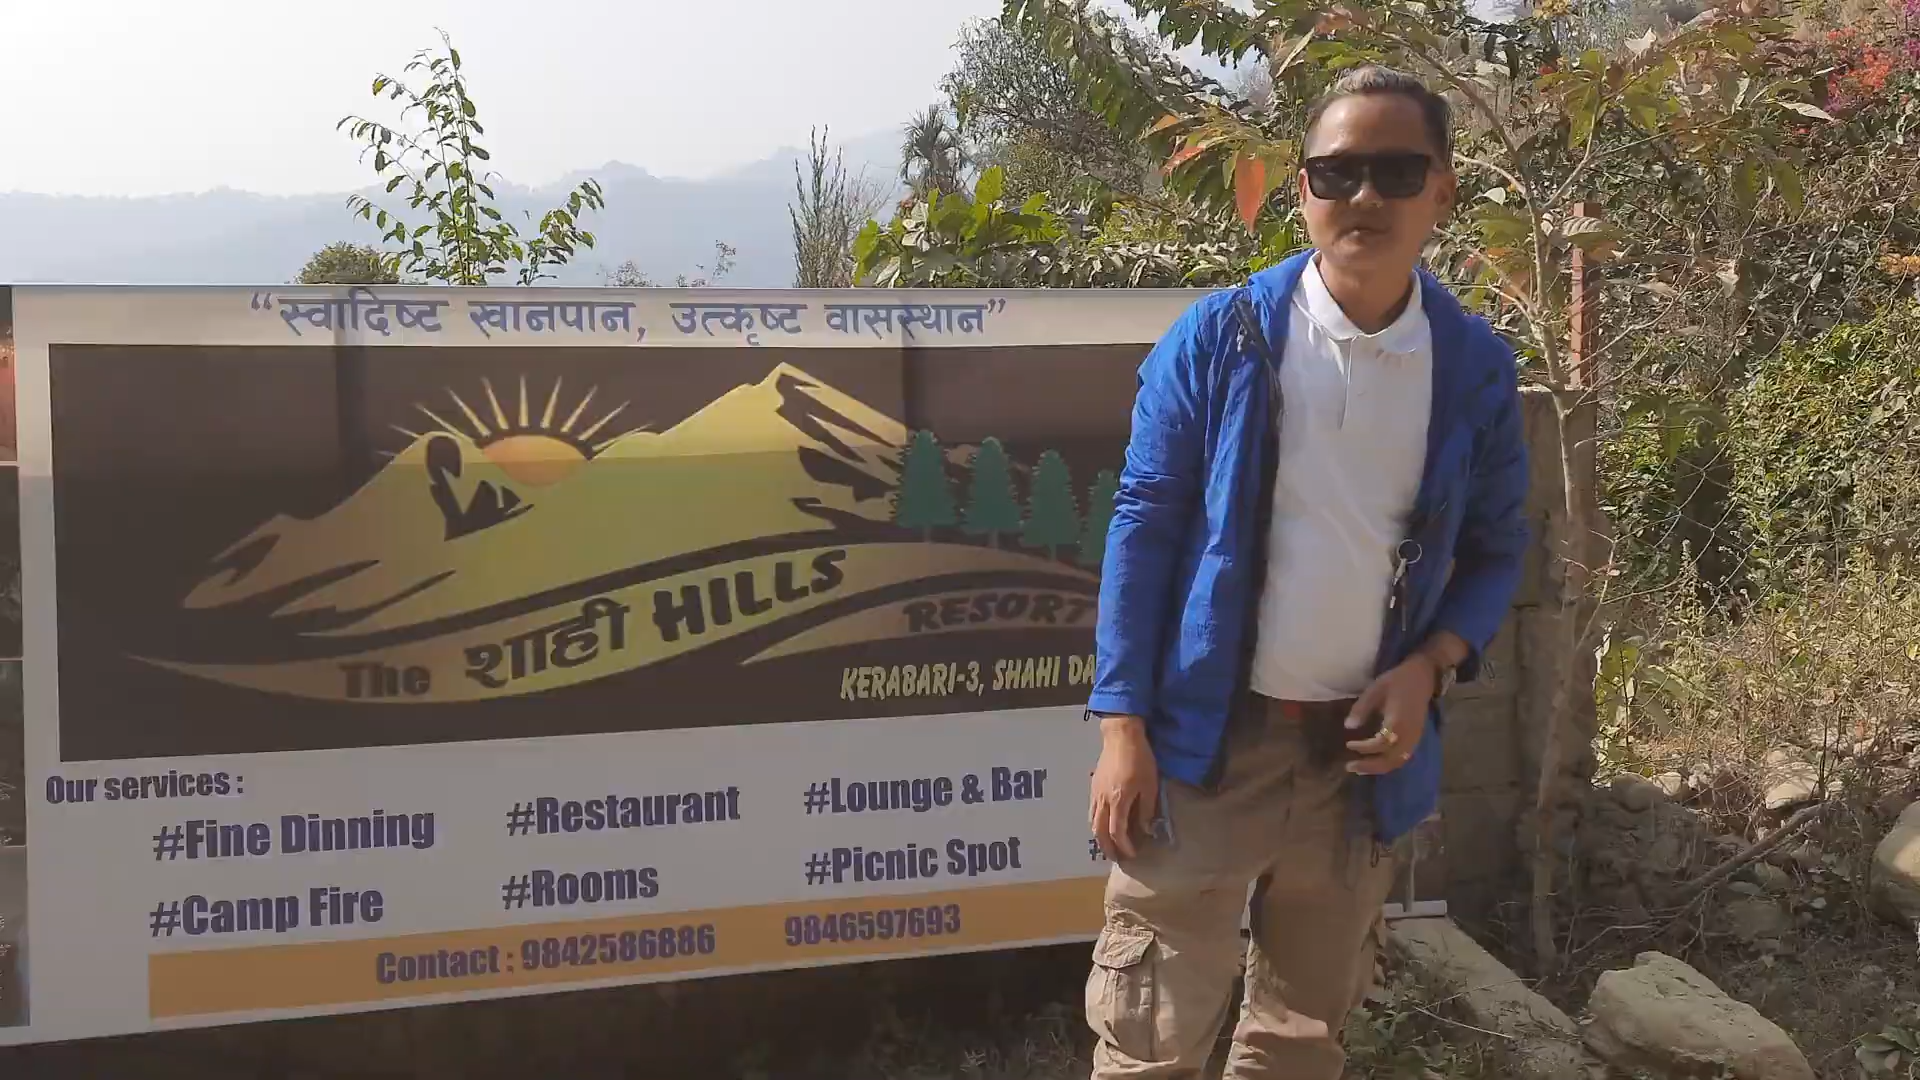 “स्वादिष्ट खानपान, उत्कृष्ट वासस्थान”
The शाही HILLS
RESORT
KERABARI-3, SHAHI
Our services :
#Fine Dinning #Restaurant #Lounge & Bar
#Camp Fire #Rooms #Picnic Spot
Contact : 9842586886 9846597693